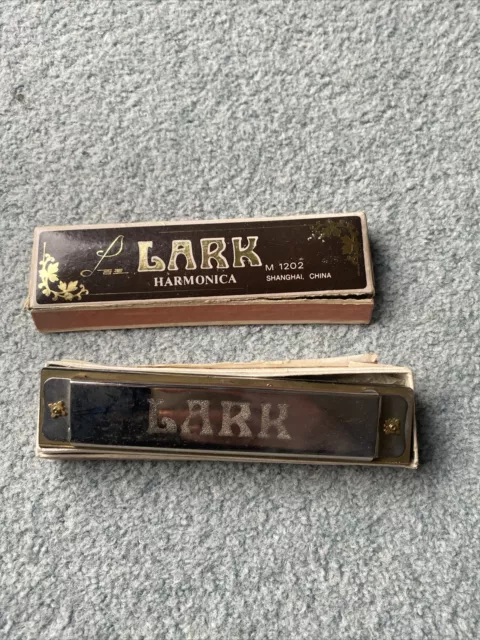 LARK
HARMONICA
M 1202
SHANGHAI, CHINA
LARK